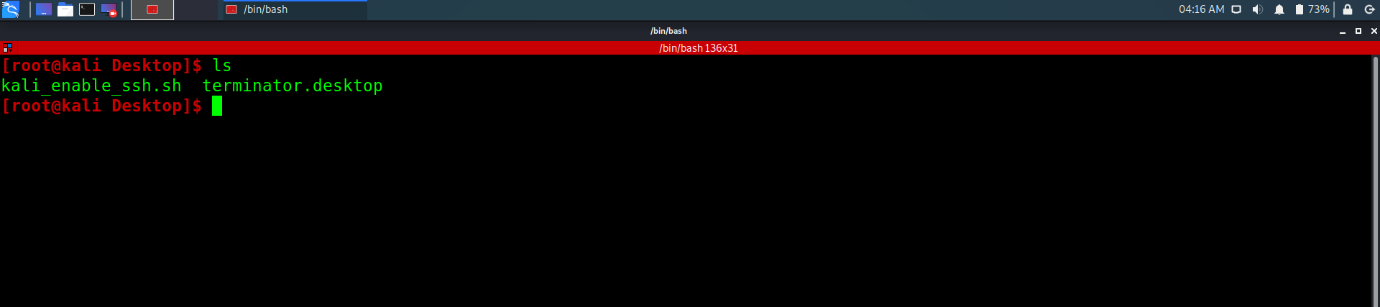 /bin/bash
04:16 AM
73%
/bin/bash
/bin/bash 136x31
[root@kali Desktop]$ ls
kali_enable_ssh.sh  terminator.desktop
[root@kali Desktop]$